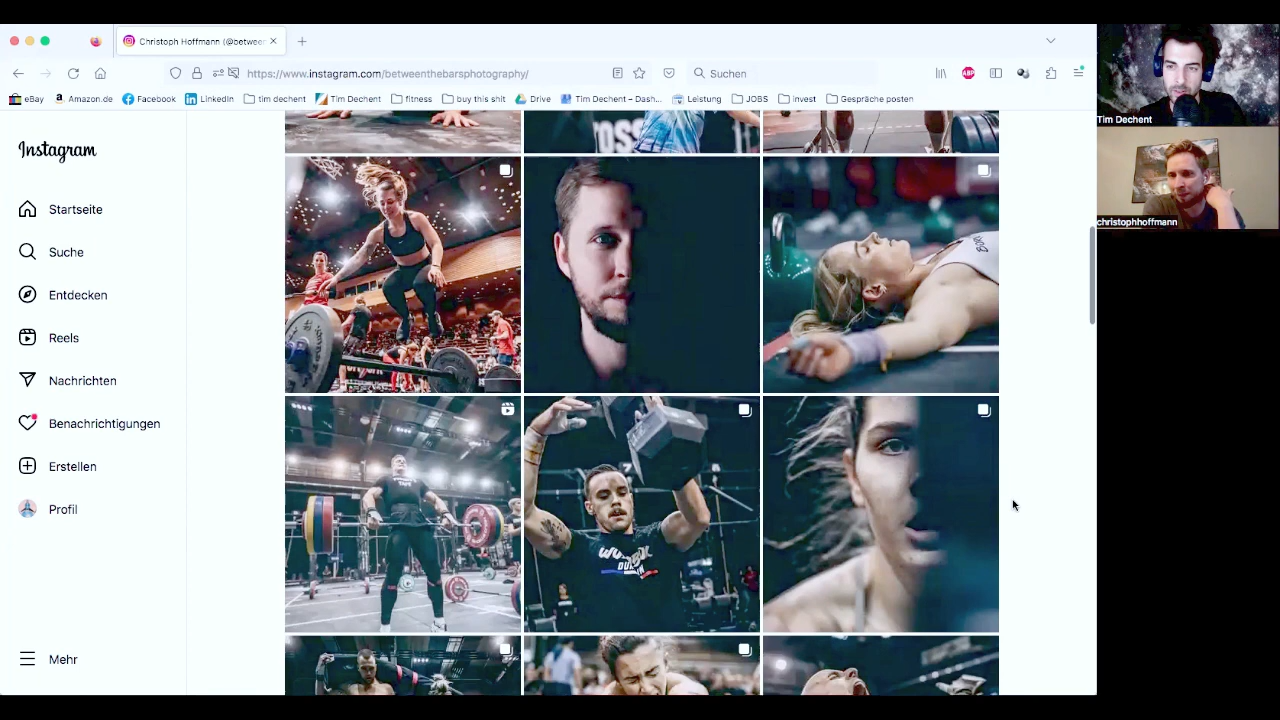 Christoph Hoffmann (@betweer
https://www.instagram.com/betweenthebarsphotography/
Suchen
eBay
Amazon.de
Facebook
LinkedIn
tim dechent
Tim Dechent
fitness
buy this shit
Drive
Tim Dechent – Dash...
Leistung
JOBS
invest
Gespräche posten
ABP
Instagram
Startseite
Suche
Entdecken
Reels
Nachrichten
Benachrichtigungen
Erstellen
Profil
Mehr
Tim Dechent
christophhoffmann